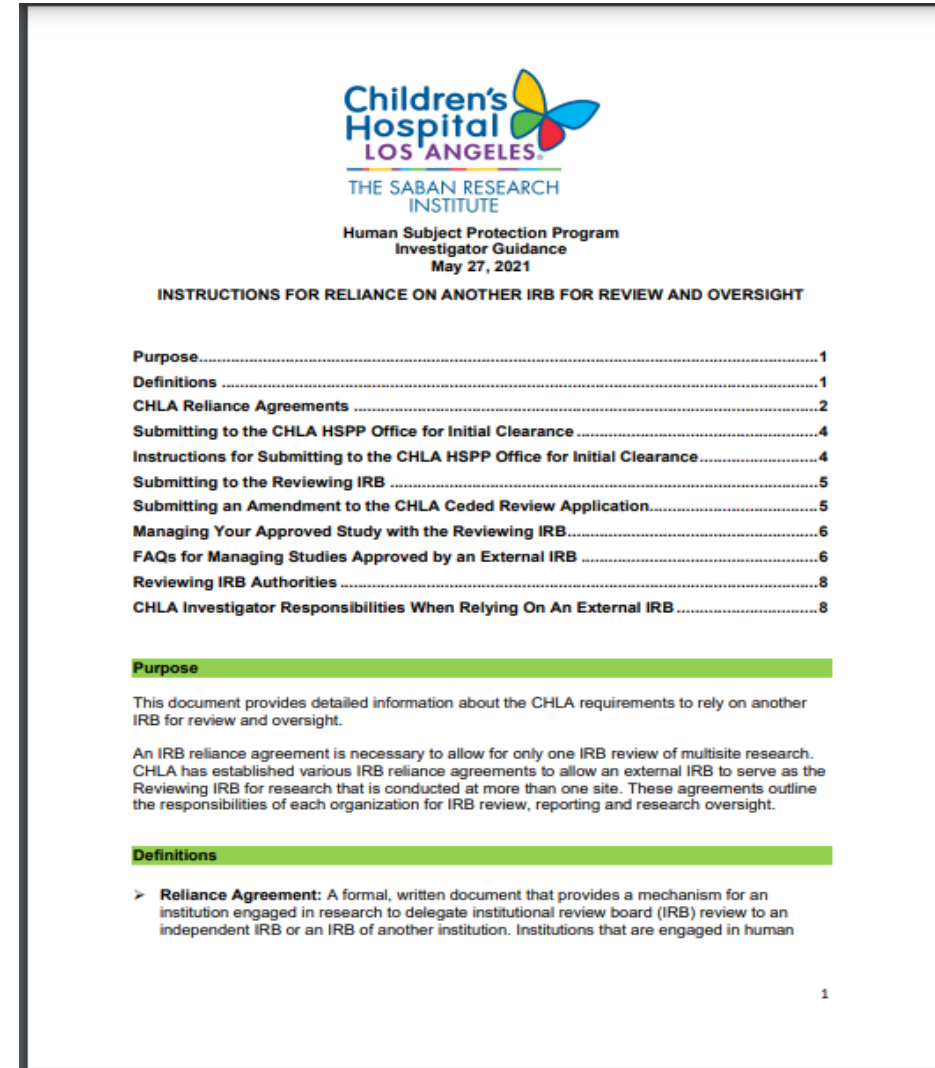 Children's
Hospital
LOS ANGELES®
THE SABAN RESEARCH
INSTITUTE
Human Subject Protection Program
Investigator Guidance
May 27, 2021
INSTRUCTIONS FOR RELIANCE ON ANOTHER IRB FOR REVIEW AND OVERSIGHT
Purpose.....1
Definitions .....1
CHLA Reliance Agreements .....2
Submitting to the CHLA HSPP Office for Initial Clearance .....4
Instructions for Submitting to the CHLA HSPP Office for Initial Clearance.....4
Submitting to the Reviewing IRB .....5
Submitting an Amendment to the CHLA Ceded Review Application.....5
Managing Your Approved Study with the Reviewing IRB.....6
FAQs for Managing Studies Approved by an External IRB .....6
Reviewing IRB Authorities .....8
CHLA Investigator Responsibilities When Relying On An External IRB .....8
Purpose
This document provides detailed information about the CHLA requirements to rely on another
IRB for review and oversight.
An IRB reliance agreement is necessary to allow for only one IRB review of multisite research.
CHLA has established various IRB reliance agreements to allow an external IRB to serve as the
Reviewing IRB for research that is conducted at more than one site. These agreements outline
the responsibilities of each organization for IRB review, reporting and research oversight.
Definitions
➢ Reliance Agreement: A formal, written document that provides a mechanism for an
institution engaged in research to delegate institutional review board (IRB) review to an
independent IRB or an IRB of another institution. Institutions that are engaged in human
1